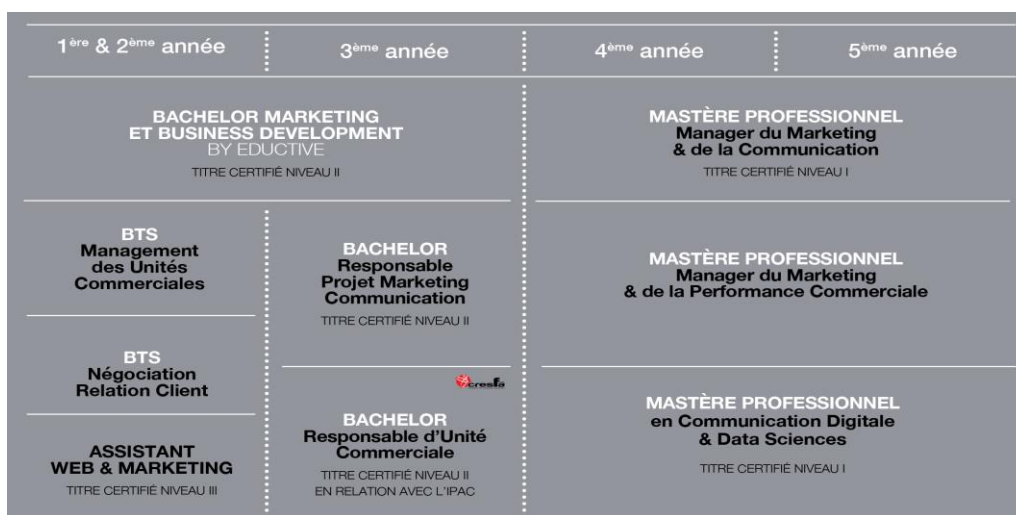 1ère & 2ème année
3ème année
4ème année
5ème année
BACHELOR MARKETING
ET BUSINESS DEVELOPMENT
BY EDUCTIVE
TITRE CERTIFIÉ NIVEAU II
MASTÈRE PROFESSIONNEL
Manager du Marketing
& de la Communication
TITRE CERTIFIÉ NIVEAU I
BTS
Management
des Unités
Commerciales
BACHELOR
Responsable
Projet Marketing
Communication
TITRE CERTIFIÉ NIVEAU II
MASTÈRE PROFESSIONNEL
Manager du Marketing
& de la Performance Commerciale
BTS
Négociation
Relation Client
cresfa
BACHELOR
Responsable d'Unité
Commerciale
TITRE CERTIFIÉ NIVEAU II
EN RELATION AVEC L'IPAC
MASTÈRE PROFESSIONNEL
en Communication Digitale
& Data Sciences
TITRE CERTIFIÉ NIVEAU I
ASSISTANT
WEB & MARKETING
TITRE CERTIFIÉ NIVEAU III